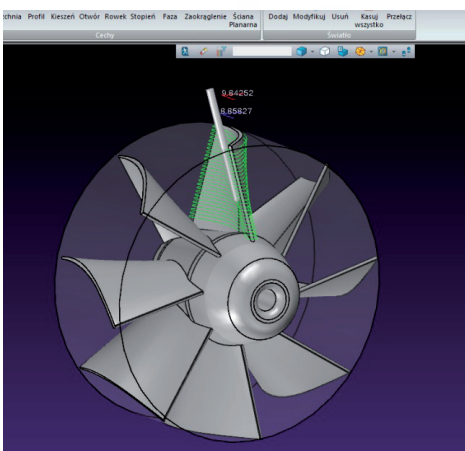 Profil Kieszeń Otwór Rowek Stopień Faza Zaokrąglenie Ściana Planarna Dodaj Modyfikuj Usuń Kasuj wszystko Przełącz
Cechy Światło
9.84252
8.85827